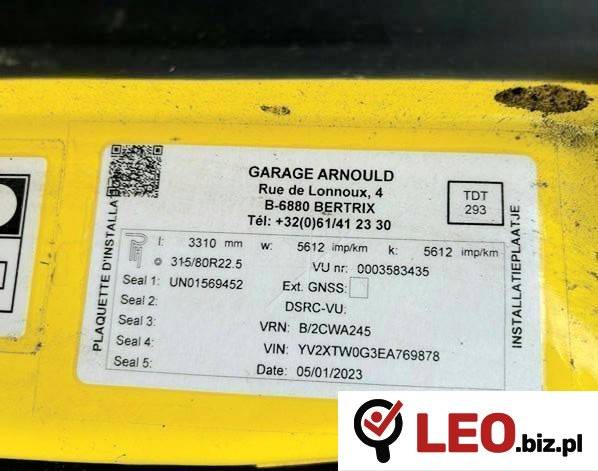 GARAGE ARNOULD
Rue de Lonnoux, 4
B-6880 BERTRIX
Tél: +32(0)61/41 23 30
TDT
293
PLAQUETTE D'INSTALLA
INSTALLATIEPLAATJE
l: 3310 mm w: 5612 imp/km k: 5612 imp/km
315/80R22.5 VU nr: 0003583435
Seal 1: UN01569452 Ext. GNSS:
Seal 2: DSRC-VU:
Seal 3: VRN: B/2CWA245
Seal 4: VIN: YV2XTW0G3EA769878
Seal 5: Date: 05/01/2023
LEO.biz.pl